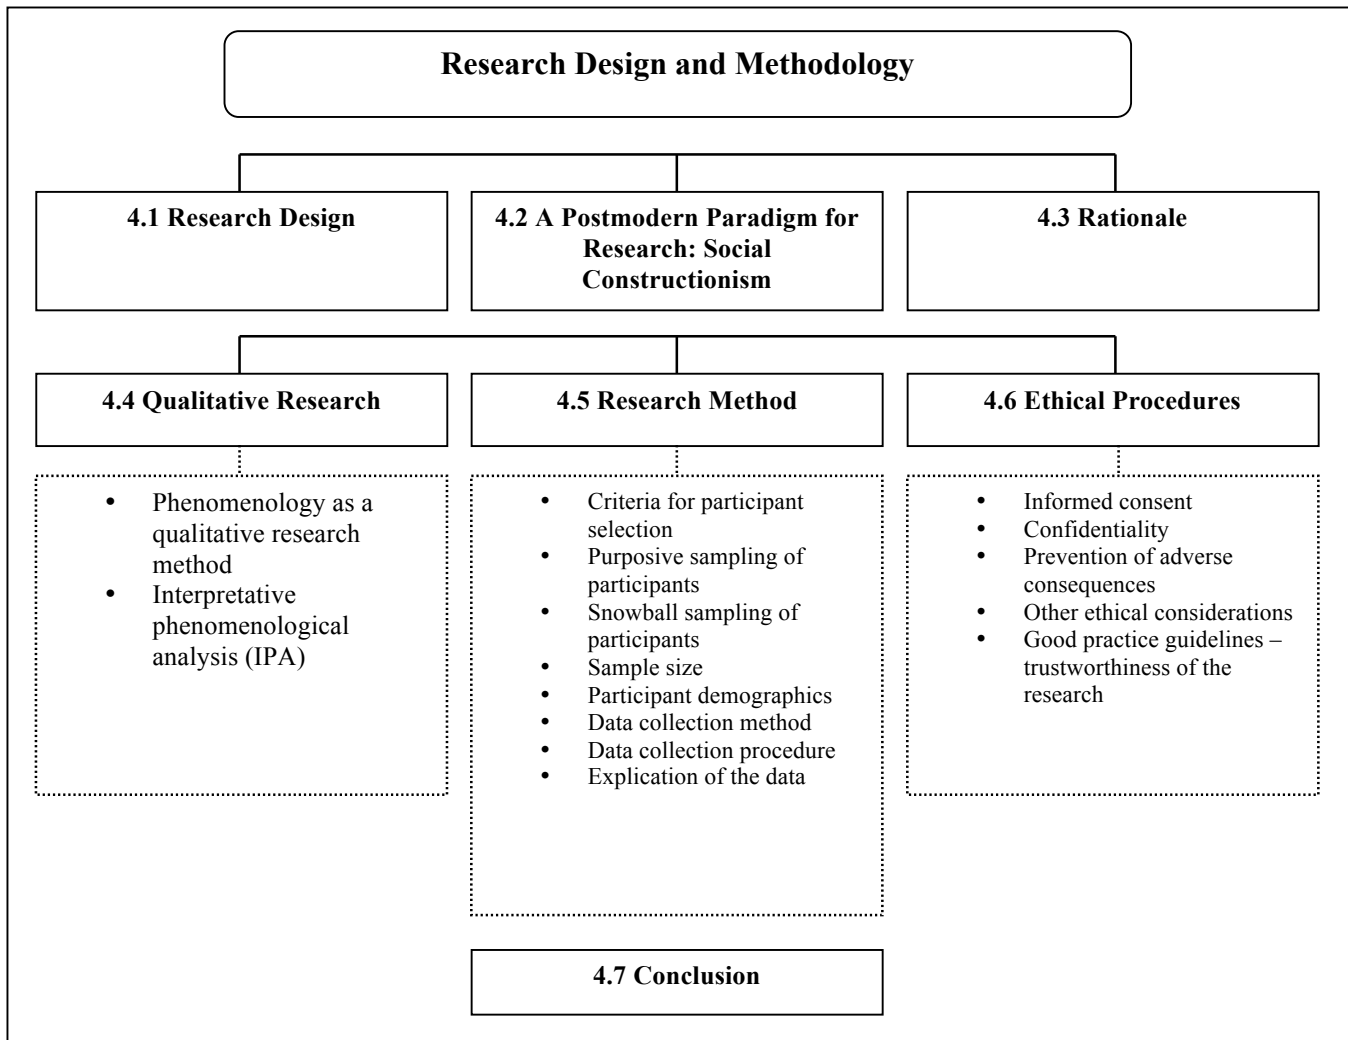 Research Design and Methodology
4.1 Research Design
4.2 A Postmodern Paradigm for
Research: Social
Constructionism
4.3 Rationale
4.4 Qualitative Research
4.5 Research Method
4.6 Ethical Procedures
• Phenomenology as a
qualitative research
method
• Interpretative
phenomenological
analysis (IPA)
• Criteria for participant
selection
• Purposive sampling of
participants
• Snowball sampling of
participants
• Sample size
• Participant demographics
• Data collection method
• Data collection procedure
• Explication of the data
• Informed consent
• Confidentiality
• Prevention of adverse
consequences
• Other ethical considerations
• Good practice guidelines –
trustworthiness of the
research
4.7 Conclusion